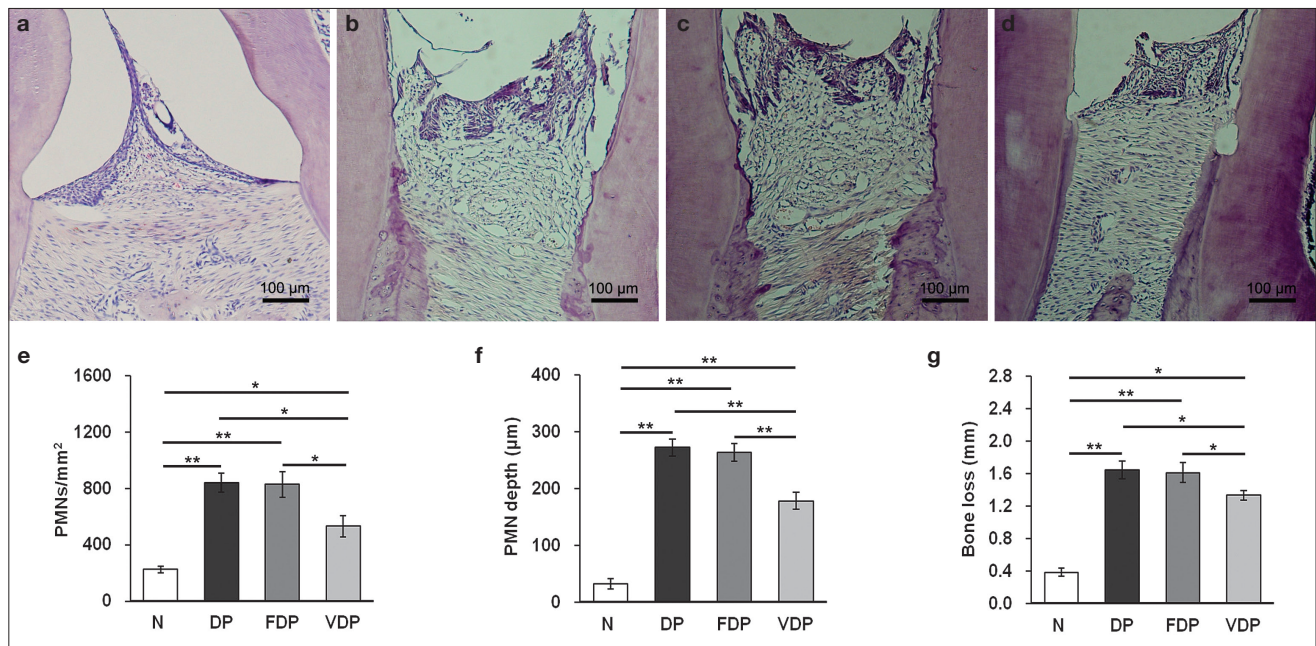 a
b
c
d
100 µm
100 µm
100 µm
100 µm
e
f
g
PMNs/mm²
1600
1200
800
400
0
*
*
**
**
*
N DP FDP VDP
PMN depth (µm)
400
300
200
100
0
**
**
**
**
**
N DP FDP VDP
Bone loss (mm)
2.8
2.4
2.0
1.6
1.2
0.8
0.4
0.0
*
**
*
**
*
N DP FDP VDP